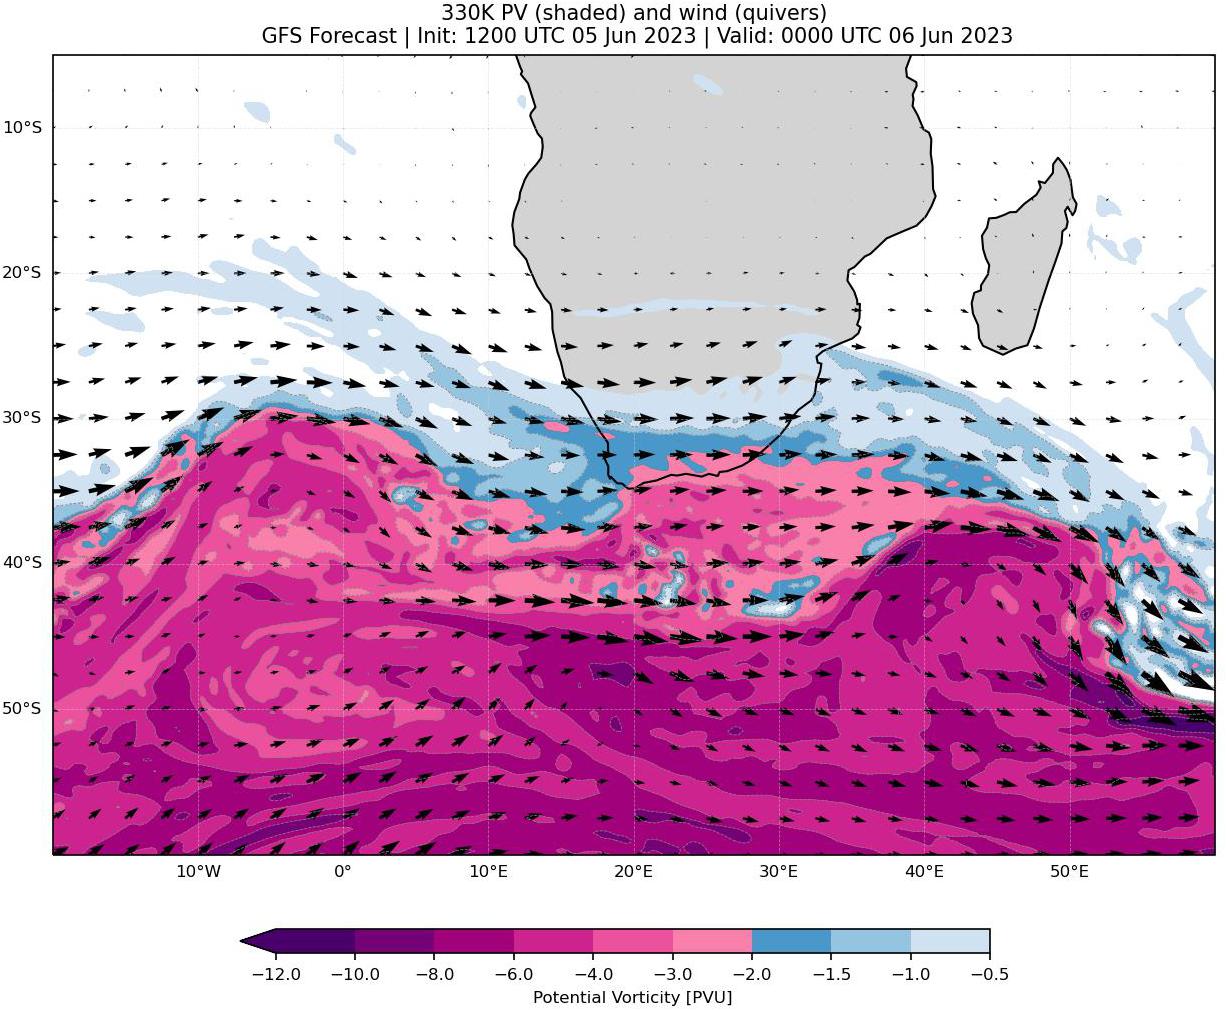 330K PV (shaded) and wind (quivers)
GFS Forecast | Init: 1200 UTC 05 Jun 2023 | Valid: 0000 UTC 06 Jun 2023
10°S
20°S
30°S
40°S
50°S
10°W 0° 10°E 20°E 30°E 40°E 50°E
−12.0 −10.0 −8.0 −6.0 −4.0 −3.0 −2.0 −1.5 −1.0 −0.5
Potential Vorticity [PVU]